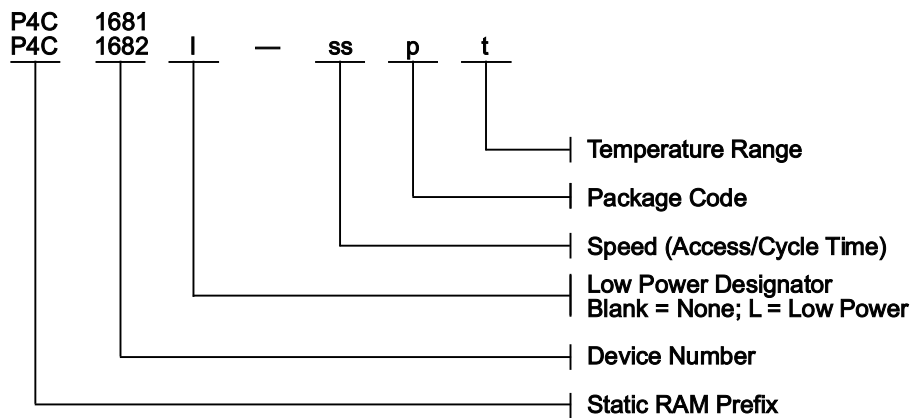 P4C 1681
P4C 1682 l — ss p t
Temperature Range
Package Code
Speed (Access/Cycle Time)
Low Power Designator
Blank = None; L = Low Power
Device Number
Static RAM Prefix